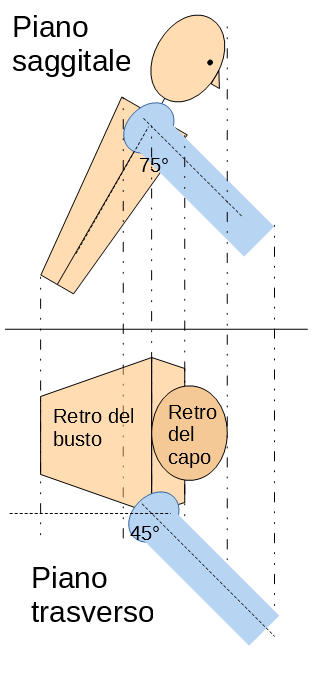 Piano
saggitale
75°
Retro del
busto
Retro
del
capo
45°
Piano
trasverso